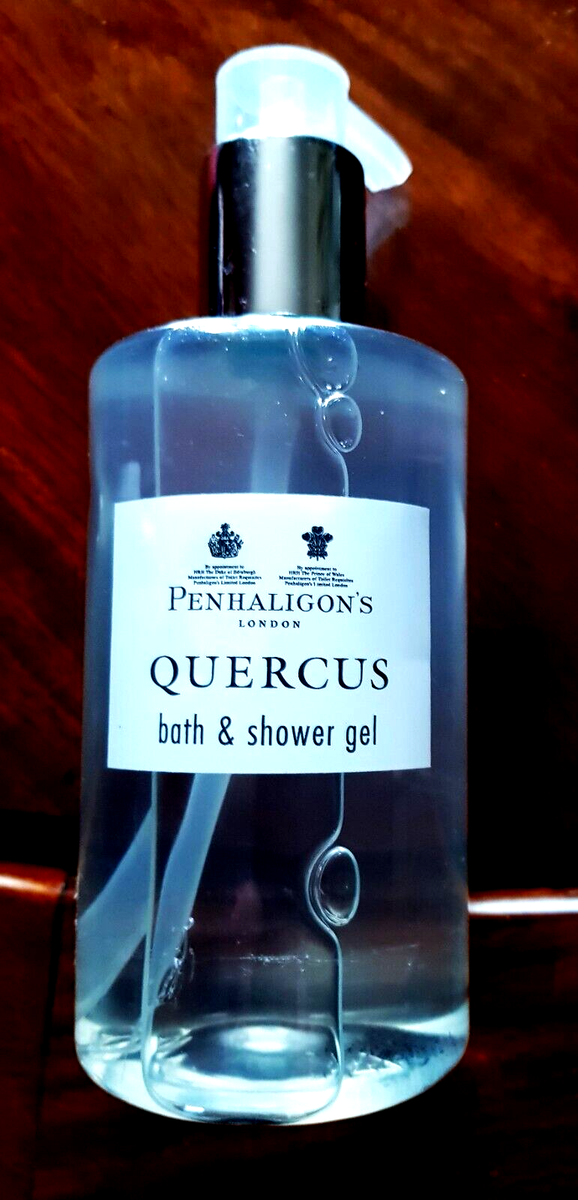 By appointment to
HRH The Duke of Edinburgh
Manufacturers of Toilet Requisites
Penhaligon's Limited London
By appointment to
HRH The Prince of Wales
Manufacturers of Toilet Requisites
Penhaligon's Limited London
PENHALIGON'S
LONDON
QUERCUS
bath & shower gel